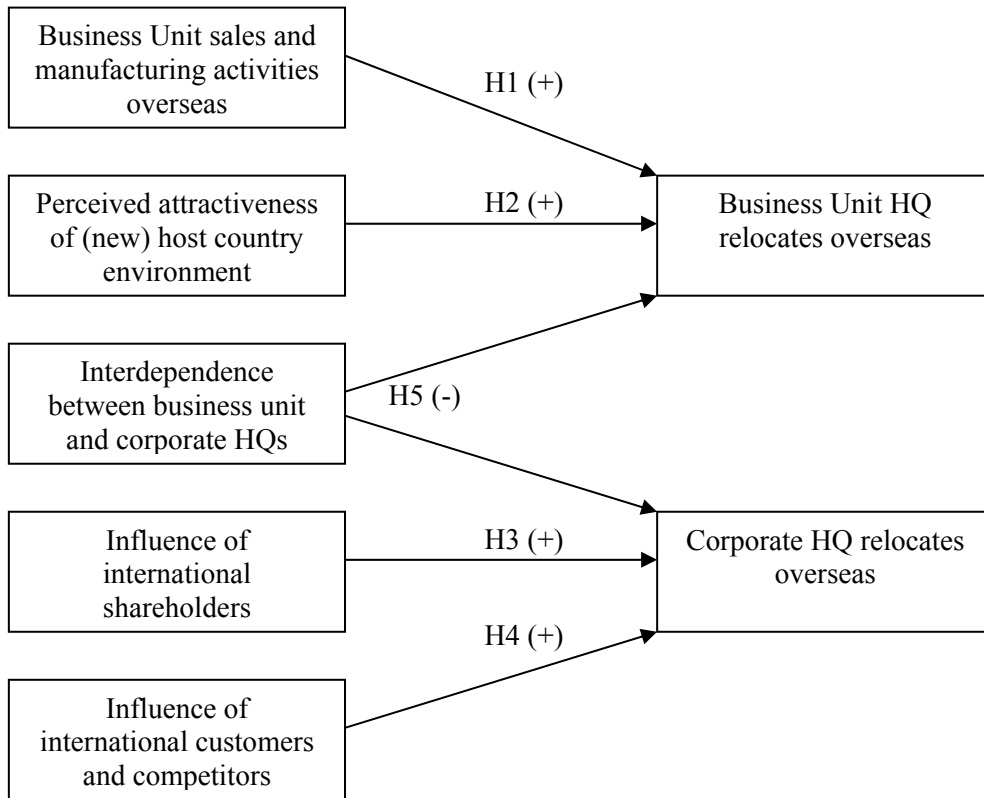 Business Unit sales and
manufacturing activities
overseas
H1 (+)
Perceived attractiveness
of (new) host country
environment
H2 (+)
Business Unit HQ
relocates overseas
Interdependence
between business unit
and corporate HQs
H5 (-)
Influence of
international
shareholders
H3 (+)
Corporate HQ relocates
overseas
H4 (+)
Influence of
international customers
and competitors